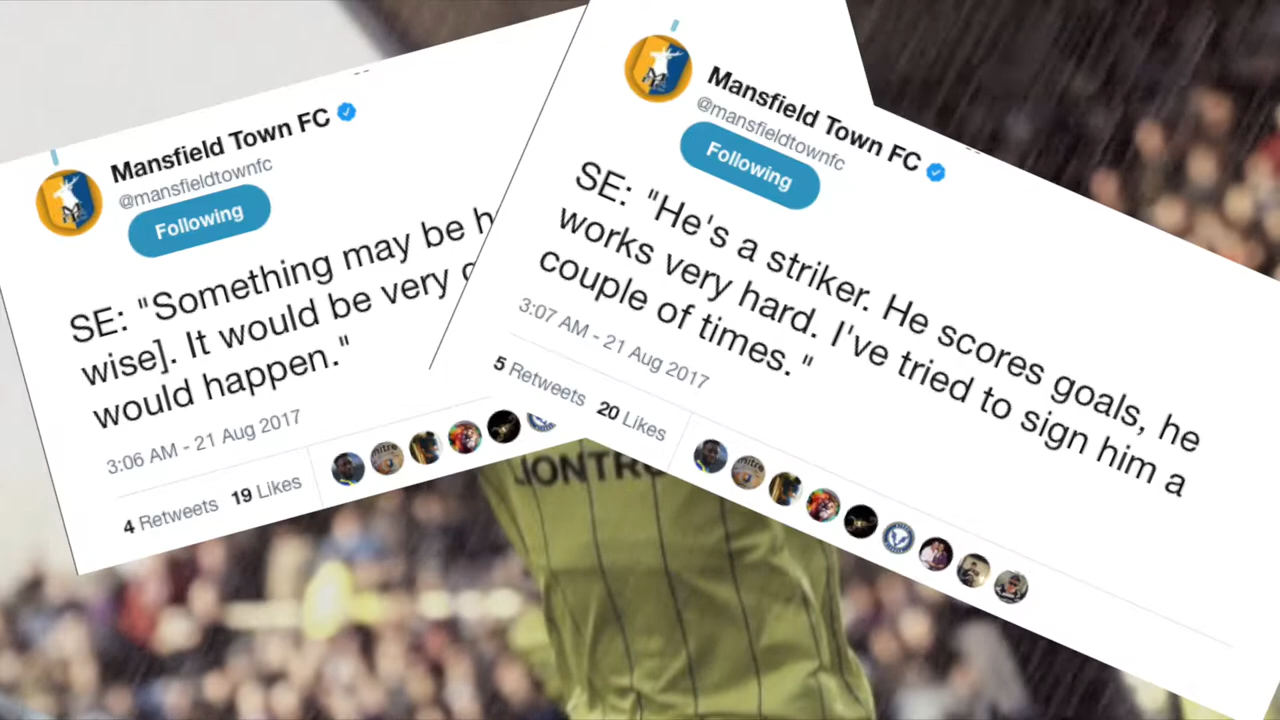 Mansfield Town FC
@mansfieldtownfc
Following
SE: "Something may be
wise]. It would be very
would happen."
3:06 AM - 21 Aug 2017
4 Retweets 19 Likes
Mansfield Town FC
@mansfieldtownfc
Following
SE: "He's a striker. He scores goals, he
works very hard. I've tried to sign him a
couple of times."
3:07 AM - 21 Aug 2017
5 Retweets 20 Likes